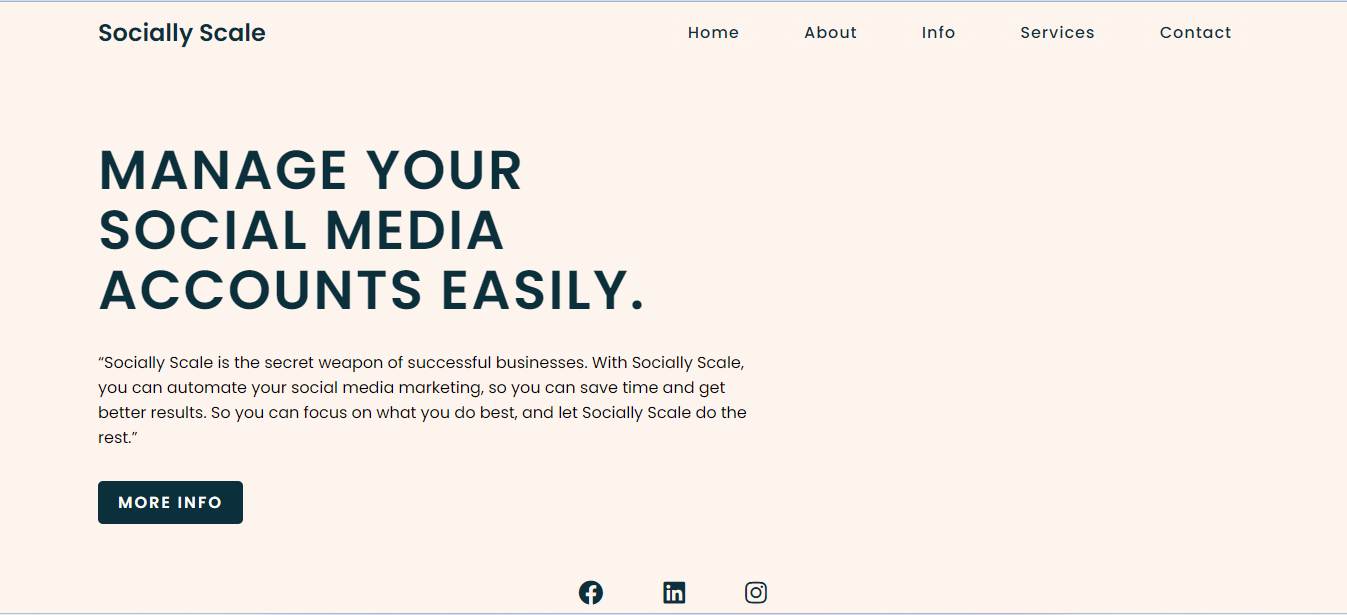 Socially Scale
Home About Info Services Contact
MANAGE YOUR
SOCIAL MEDIA
ACCOUNTS EASILY.
“Socially Scale is the secret weapon of successful businesses. With Socially Scale,
you can automate your social media marketing, so you can save time and get
better results. So you can focus on what you do best, and let Socially Scale do the
rest.”
MORE INFO